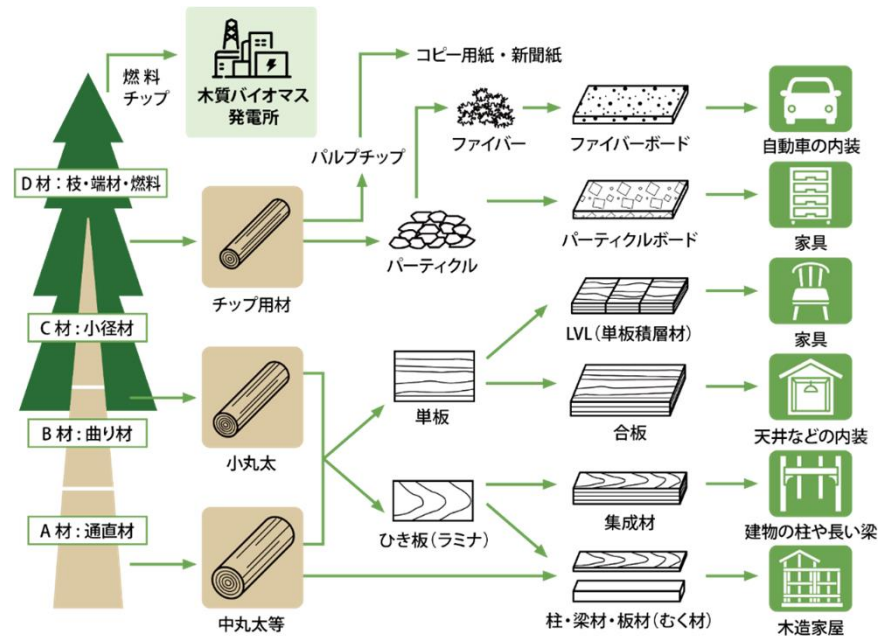 燃料
チップ
木質バイオマス
発電所
コピー用紙・新聞紙
パルプチップ
ファイバー
ファイバーボード
自動車の内装
D材：枝・端材・燃料
チップ用材
パーティクル
パーティクルボード
家具
C材：小径材
LVL（単板積層材）
家具
B材：曲り材
小丸太
単板
合板
天井などの内装
A材：通直材
ひき板（ラミナ）
集成材
建物の柱や長い梁
中丸太等
柱・梁材・板材（むく材）
木造家屋